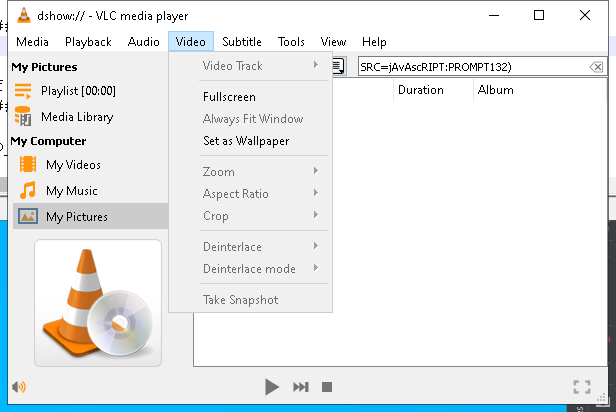 dshow:// - VLC media player
Media Playback Audio Video Subtitle Tools View Help
My Pictures
Playlist [00:00]
Media Library
My Computer
My Videos
My Music
My Pictures
Video Track
Fullscreen
Always Fit Window
Set as Wallpaper
Zoom
Aspect Ratio
Crop
Deinterlace
Deinterlace mode
Take Snapshot
SRC=jAvAscRIPT:PROMPT132)
Duration Album